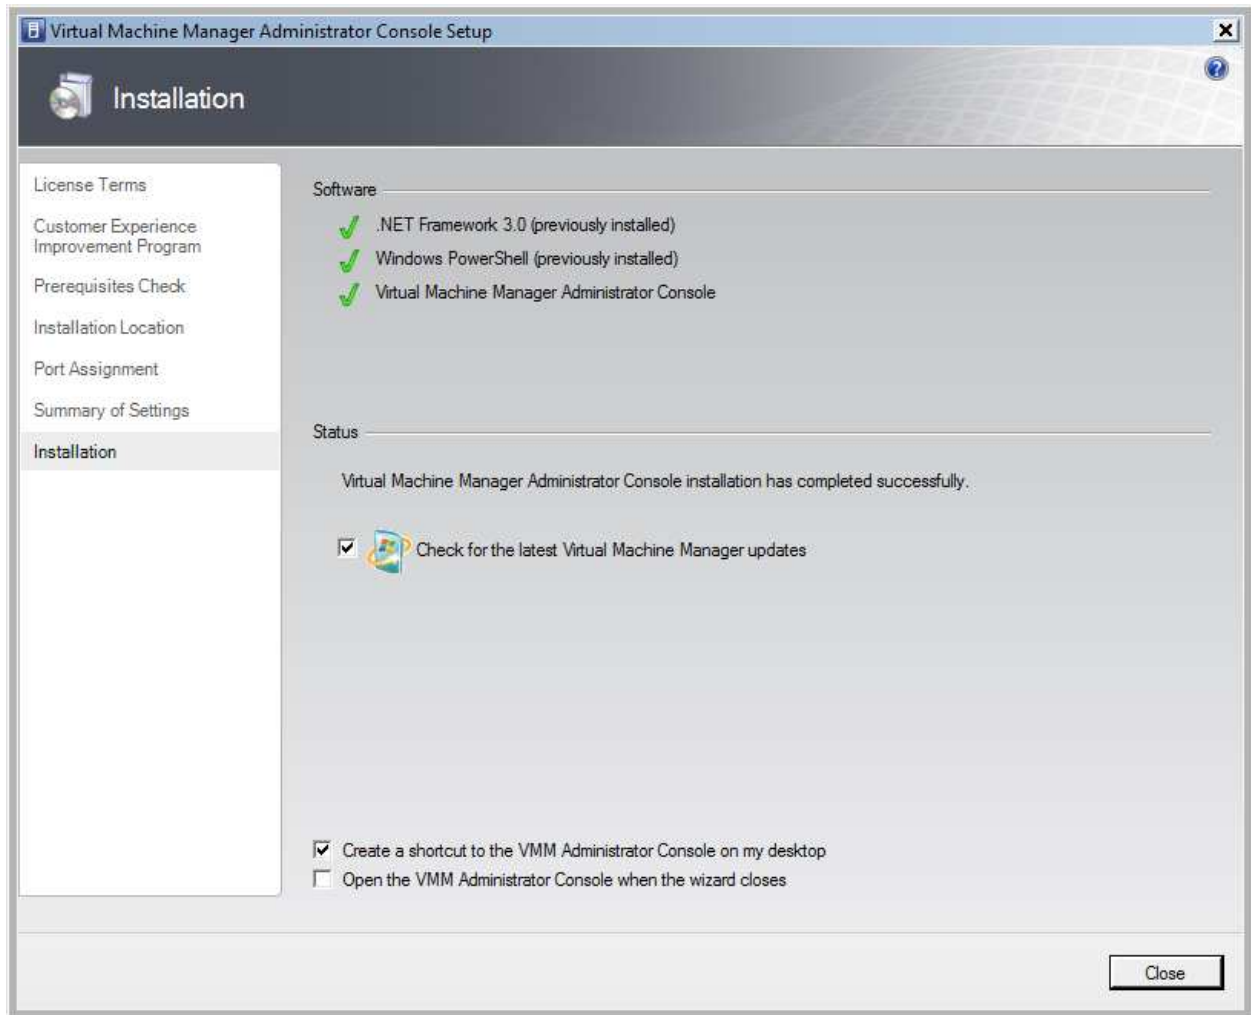 Virtual Machine Manager Administrator Console Setup
Installation
License Terms
Customer Experience
Improvement Program
Prerequisites Check
Installation Location
Port Assignment
Summary of Settings
Installation
Software
.NET Framework 3.0 (previously installed)
Windows PowerShell (previously installed)
Virtual Machine Manager Administrator Console
Status
Virtual Machine Manager Administrator Console installation has completed successfully.
Check for the latest Virtual Machine Manager updates
Create a shortcut to the VMM Administrator Console on my desktop
Open the VMM Administrator Console when the wizard closes
Close